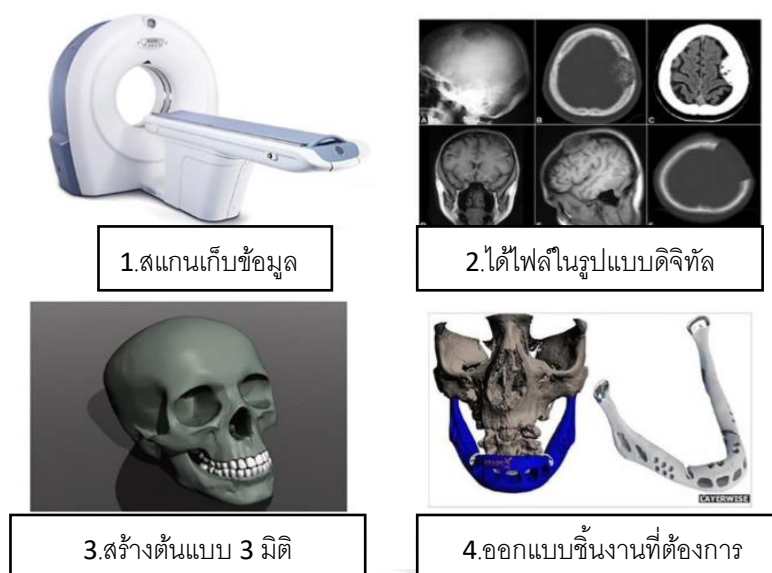 A
B
C
1.สแกนเก็บข้อมูล
2.ได้ไฟล์ในรูปแบบดิจิทัล
LAYERWISE
3.สร้างต้นแบบ 3 มิติ
4.ออกแบบชิ้นงานที่ต้องการ